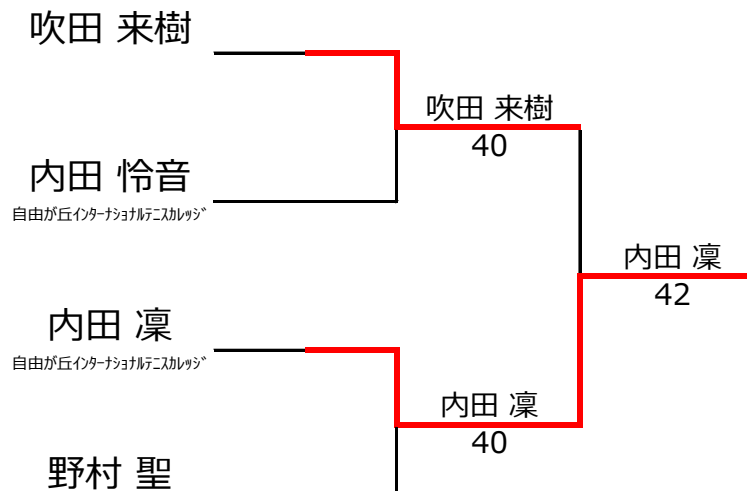 吹田 来樹
吹田 来樹
40
内田 怜音
自由が丘インターナショナルテニスカレッジ
内田 凜
42
内田 凜
自由が丘インターナショナルテニスカレッジ
内田 凜
40
野村 聖